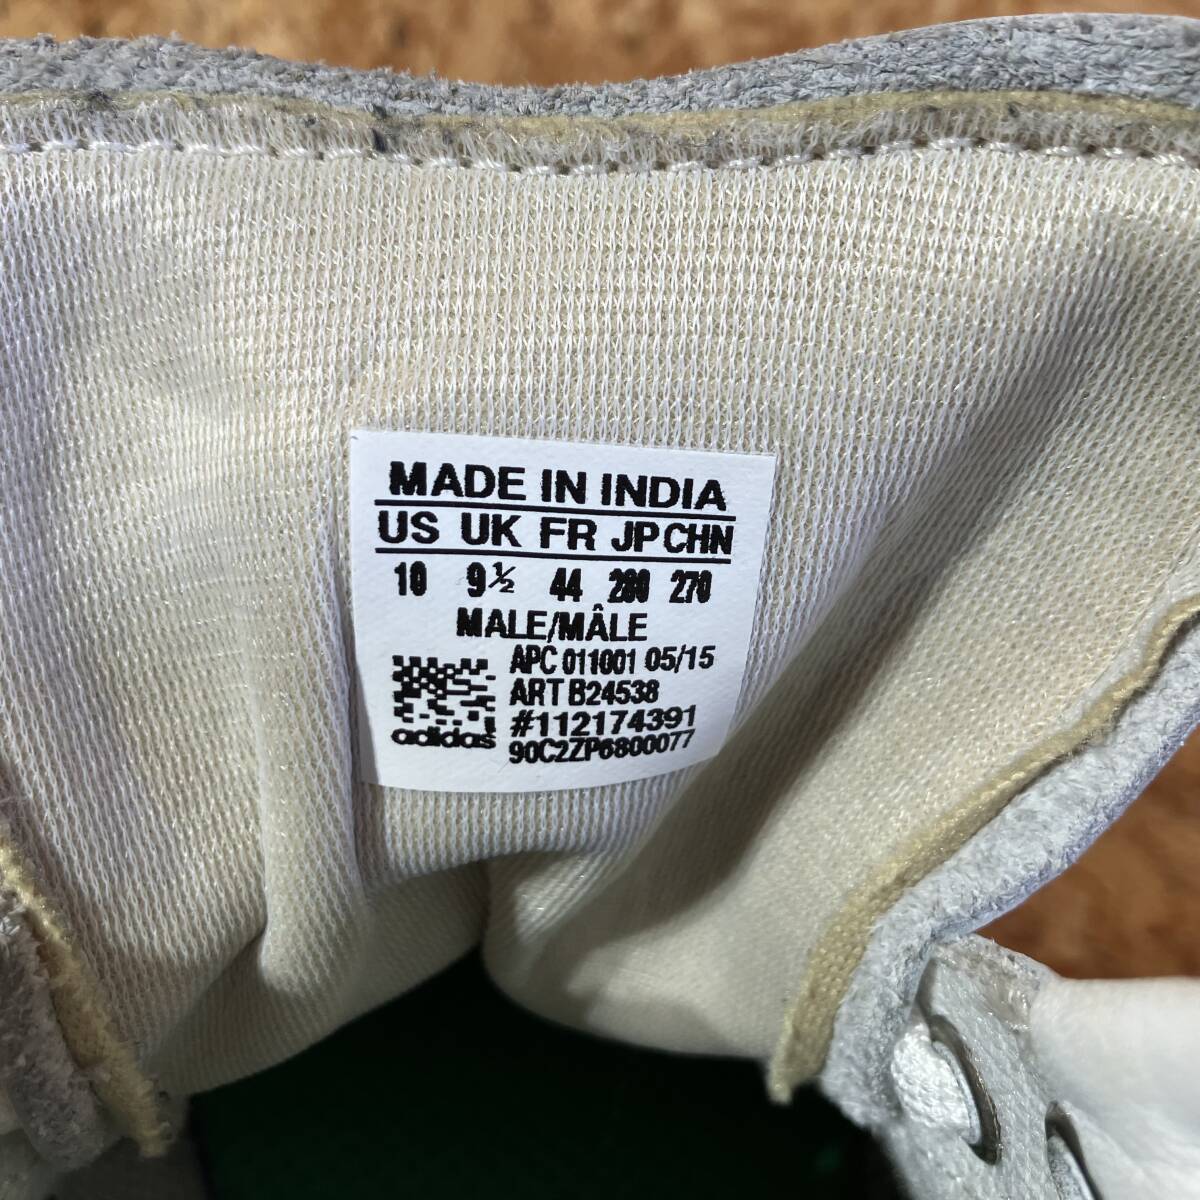 MADE IN INDIA
US UK FR JP CHN
10 9½ 44 280 270
MALE/MÂLE
APC 011001 05/15
ART B24538
#112174391
90C2ZP6800077
adidas